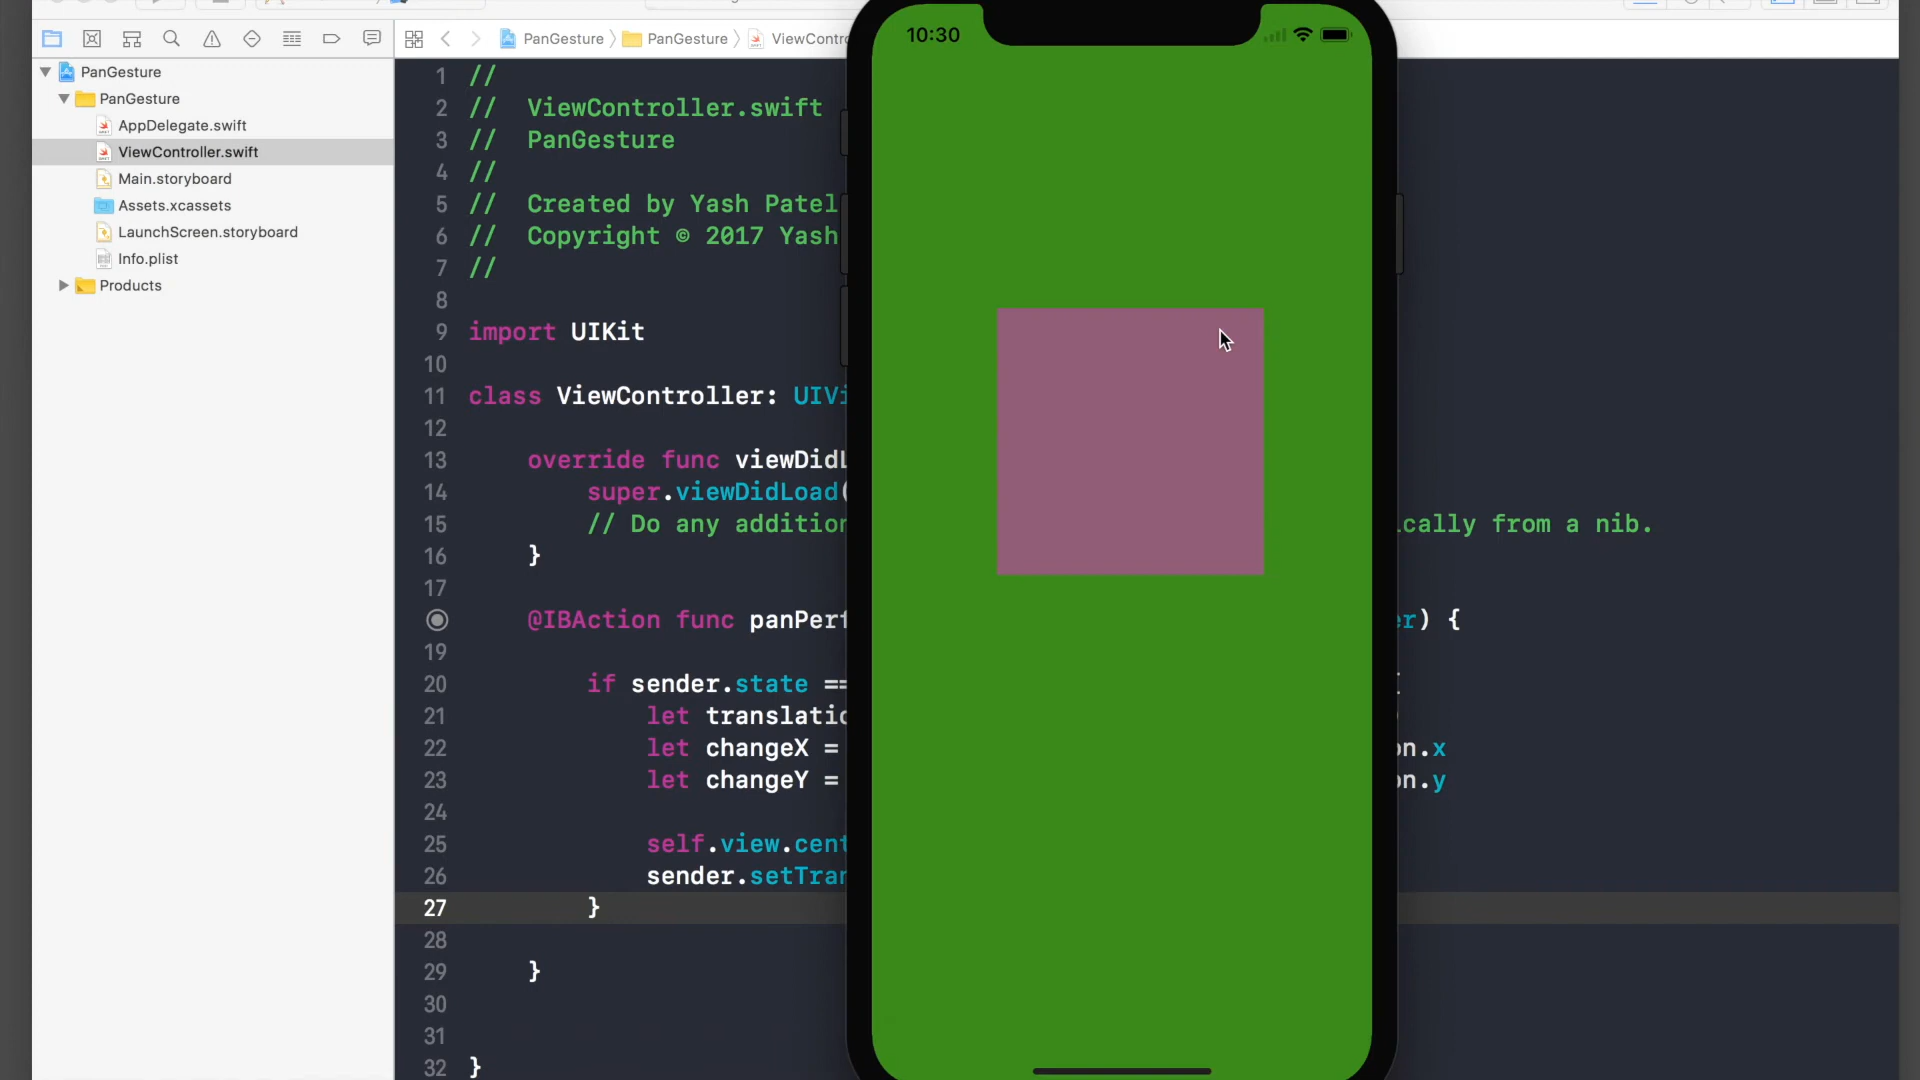 PanGesture
PanGesture
AppDelegate.swift
ViewController.swift
Main.storyboard
Assets.xcassets
LaunchScreen.storyboard
Info.plist
Products
PanGesture
PanGesture
ViewContro
10:30
1 //
2 // ViewController.swift
3 // PanGesture
4 //
5 // Created by Yash Patel
6 // Copyright © 2017 Yash
7 //
8
9 import UIKit
10
11 class ViewController: UIVi
12
13 override func viewDidL
14 super.viewDidLoad(
15 // Do any addition cally from a nib.
16 }
17
@IBAction func panPerf er) {
19
20 if sender.state == {
21 let translatio )
22 let changeX = on.x
23 let changeY = on.y
24
25 self.view.cent
26 sender.setTran
27 }
28
29 }
30
31
32 }